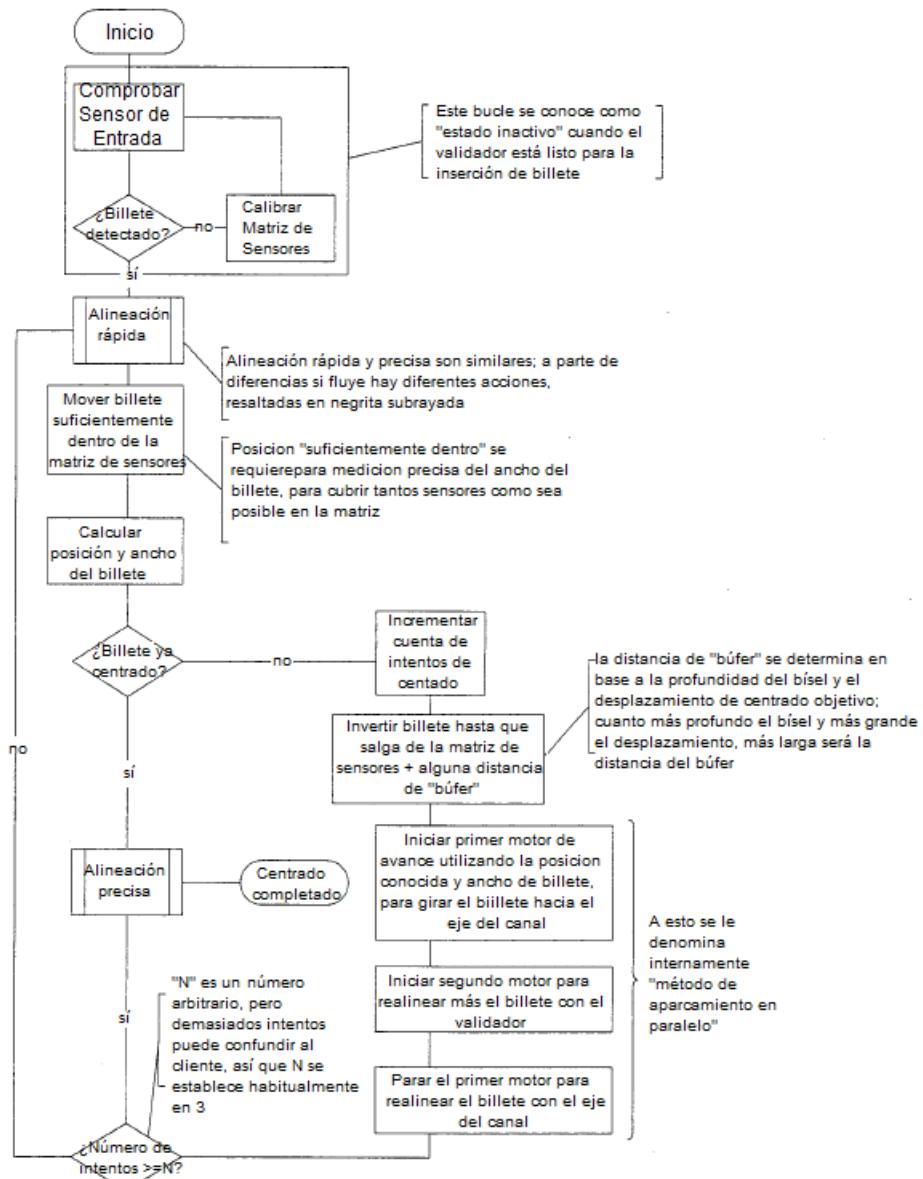 Inicio
Comprobar
Sensor de
Entrada
Este bucle se conoce como
"estado inactivo" cuando el
validador está listo para la
inserción de billete
¿Billete
detectado?
no
Calibrar
Matriz de
Sensores
sí
Alineación
rápida
Alineación rápida y precisa son similares; a parte de
diferencias si fluye hay diferentes acciones,
resaltadas en negrita subrayada
Mover billete
suficientemente
dentro de la
matriz de sensores
Posicion "suficientemente dentro" se
requierepara medicion precisa del ancho del
billete, para cubrir tantos sensores como sea
posible en la matriz
Calcular
posición y ancho
del billete
¿Billete ya
centrado?
no
Incrementar
cuenta de
intentos de
centado
la distancia de "búfer" se determina en
base a la profundidad del bísel y el
desplazamiento de centrado objetivo;
cuanto más profundo el bísel y más grande
el desplazamiento, más larga será la
distancia del búfer
Invertir billete hasta que
salga de la matriz de
sensores + alguna distancia
de "búfer"
no
sí
Iniciar primer motor de
avance utilizando la posicion
conocida y ancho de billete,
para girar el biillete hacia el
eje del canal
Alineación
precisa
Centrado
completado
A esto se le
denomina
internamente
"método de
aparcamiento en
paralelo"
Iniciar segundo motor para
realinear más el billete con el
validador
"N" es un número
arbitrario, pero
demasiados intentos
puede confundir al
cliente, así que N se
establece habitualmente
en 3
sí
Parar el primer motor para
realinear el billete con el eje
del canal
¿Número de
intentos >=N?